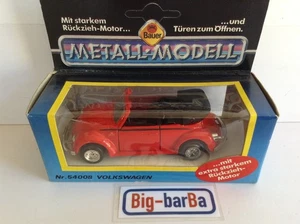 Mit starkem
Rückzieh-Motor...
...und
Türen zum Öffnen.
Bauer
METALL-MODELL
...mit
extra starkem
Rückzieh-
Motor
Nr. 64008 VOLKSWAGEN
Big-barBa